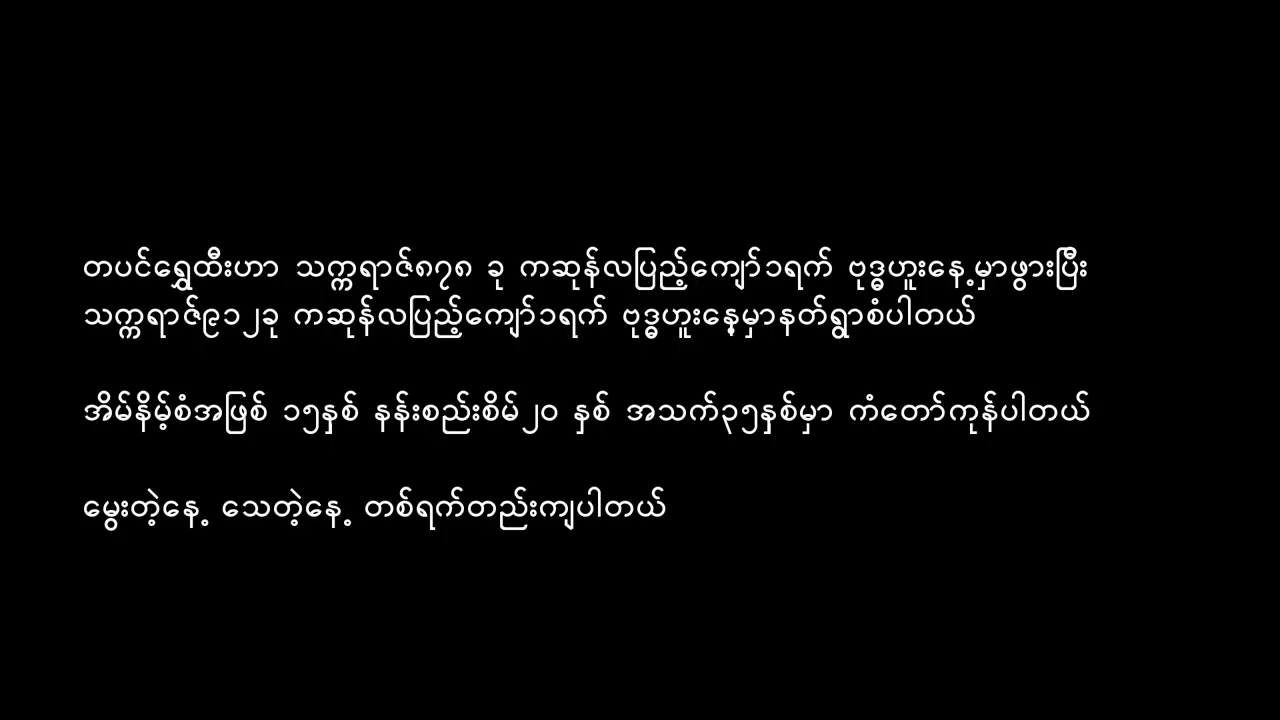 တပင်ရွှေထီးဟာ သက္ကရာဇ်၈၇၈ ခု ကဆုန်လပြည့်ကျော်၁ရက် ဗုဒ္ဓဟူးနေ့မှာဖွားပြီး
သက္ကရာဇ်၉၁၂ခု ကဆုန်လပြည့်ကျော်၁ရက် ဗုဒ္ဓဟူးနေ့မှာနတ်ရွာစံပါတယ်
အိမ်နိမ့်စံအဖြစ် ၁၅နှစ် နန်းစည်းစိမ်၂၀ နှစ် အသက်၃၅နှစ်မှာ ကံတော်ကုန်ပါတယ်
မွေးတဲ့နေ့ သေတဲ့နေ့ တစ်ရက်တည်းကျပါတယ်